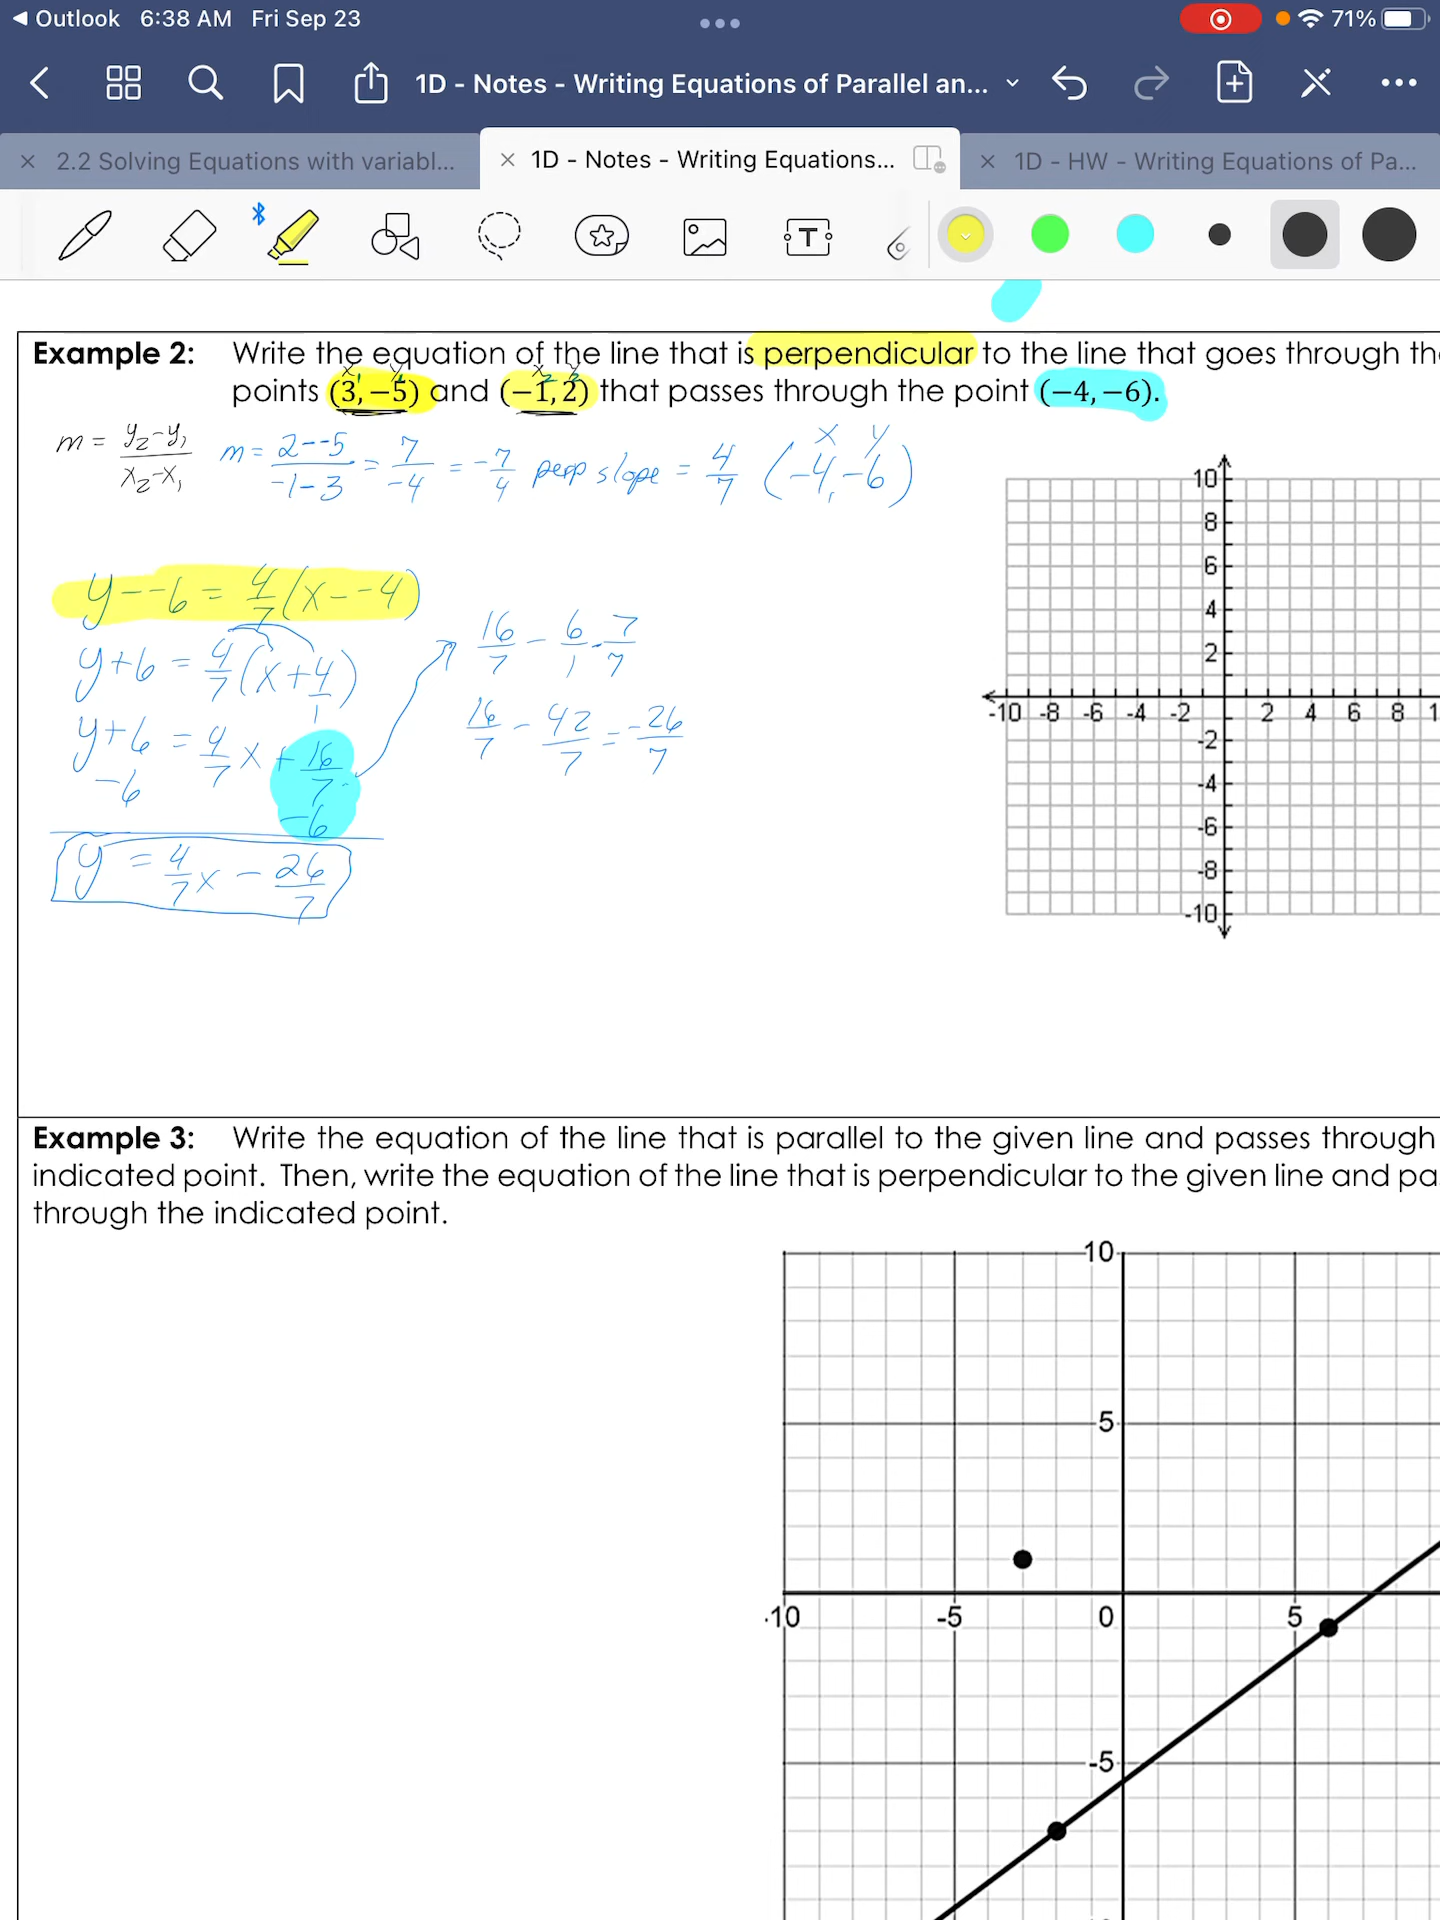 Outlook 6:38 AM Fri Sep 23 71%
1D - Notes - Writing Equations of Parallel an...
2.2 Solving Equations with variabl... 1D - Notes - Writing Equations... 1D - HW - Writing Equations of Pa...
T
Example 2: Write the equation of the line that is perpendicular to the line that goes through th
x₁ y₁ x₂ y₂
points (3, −5) and (−1, 2) that passes through the point (−4, −6).
m = (y₂-y₁)/(x₂-x₁) m = (2--5)/(-1-3) = 7/-4 = -7/4 perp slope = 4/7 (-4, -6)
x y
y--6 = 4/7(x--4)
y+6 = 4/7(x+4/1)
y+6 = 4/7x + 16/7
-6 -6
y = 4/7x - 26/7
16/7 - 6/1 · 7/7
16/7 - 42/7 = -26/7
10
8
6
4
2
-10 -8 -6 -4 -2 2 4 6 8 1
-2
-4
-6
-8
-10
Example 3: Write the equation of the line that is parallel to the given line and passes through
indicated point. Then, write the equation of the line that is perpendicular to the given line and pa
through the indicated point.
10
5
-10 -5 0 5
-5